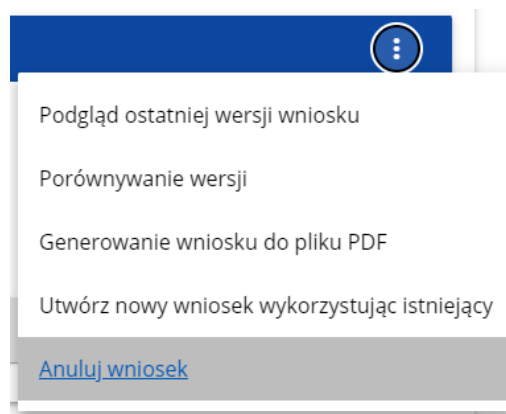 Podgląd ostatniej wersji wniosku
Porównywanie wersji
Generowanie wniosku do pliku PDF
Utwórz nowy wniosek wykorzystując istniejący
Anuluj wniosek